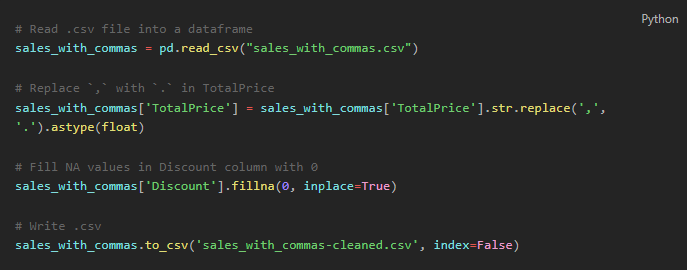 Python
# Read .csv file into a dataframe
sales_with_commas = pd.read_csv("sales_with_commas.csv")
# Replace `,` with `.` in TotalPrice
sales_with_commas['TotalPrice'] = sales_with_commas['TotalPrice'].str.replace(',',
'.').astype(float)
# Fill NA values in Discount column with 0
sales_with_commas['Discount'].fillna(0, inplace=True)
# Write .csv
sales_with_commas.to_csv('sales_with_commas-cleaned.csv', index=False)